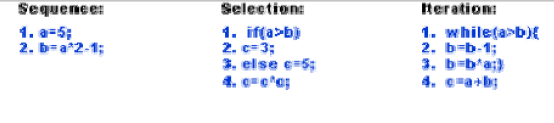 Sequence:
1. a=5;
2. b=a*2-1;
Selection:
1. if(a>b)
2. c=3;
3. else c=5;
4. c=c*c;
Iteration:
1. while(a>b){
2. b=b-1;
3. b=b*a;}
4. c=a+b;